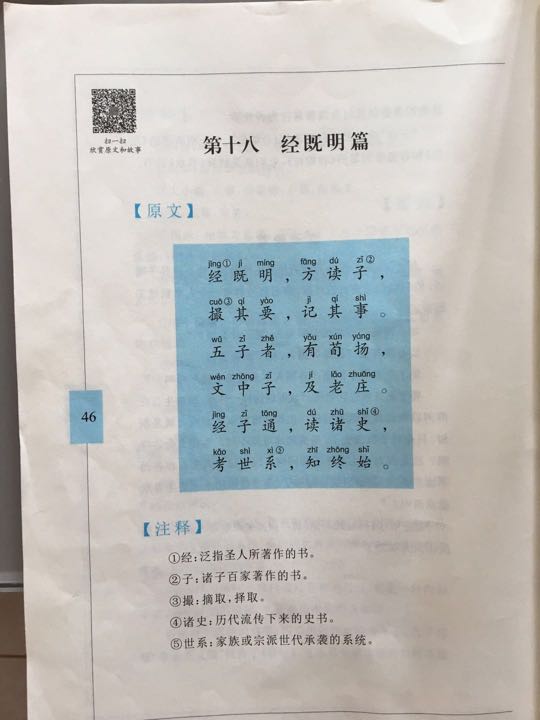 扫一扫
欣赏原文和故事
第十八 经既明篇
【原文】
jīng① jì míng fāng dú zǐ②
经既明，方读子，
cuō③ qí yào jì qí shì
撮其要，记其事。
wǔ zǐ zhě yǒu xún yáng
五子者，有荀扬，
wén zhōng zǐ jí lǎo zhuāng
文中子，及老庄。
jīng zǐ tōng dú zhū shǐ④
经子通，读诸史，
kǎo shì xì⑤ zhī zhōng shǐ
考世系，知终始。
46
【注释】
①经：泛指圣人所著作的书。
②子：诸子百家著作的书。
③撮：摘取，择取。
④诸史：历代流传下来的史书。
⑤世系：家族或宗派世代承袭的系统。